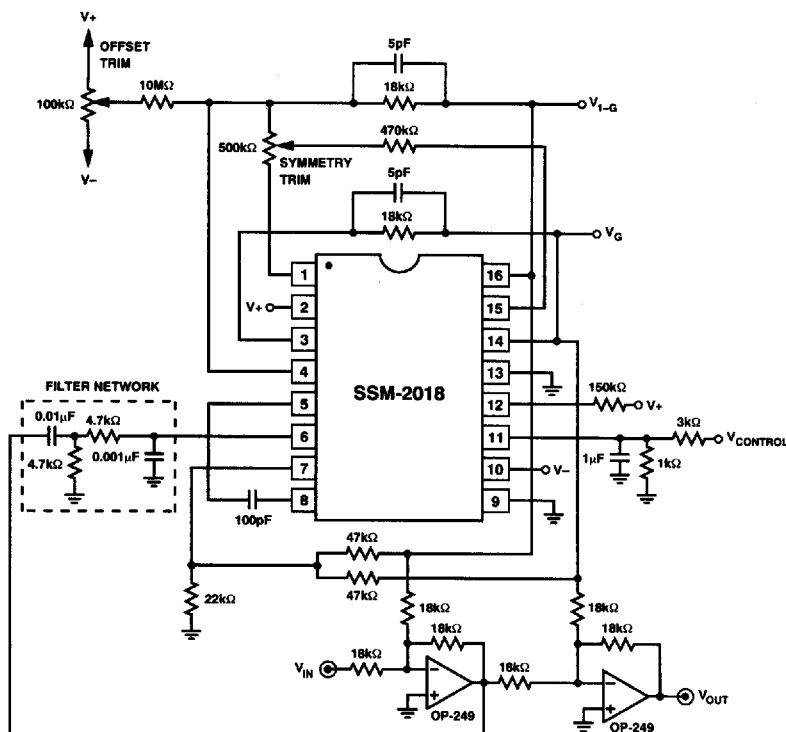 V+
OFFSET
TRIM
5pF
10MΩ
18kΩ
100kΩ
V1-G
470kΩ
500kΩ
SYMMETRY
TRIM
V−
5pF
18kΩ
VG
1
16
V+
2
15
3
14
4
13
SSM-2018
FILTER NETWORK
150kΩ
5
12
V+
0.01μF
4.7kΩ
3kΩ
6
11
VCONTROL
4.7kΩ
0.001μF
1μF
1kΩ
7
10
V−
8
9
100pF
47kΩ
47kΩ
22kΩ
18kΩ
18kΩ
18kΩ
18kΩ
VIN
18kΩ
18kΩ
−
+
OP-249
−
+
OP-249
VOUT